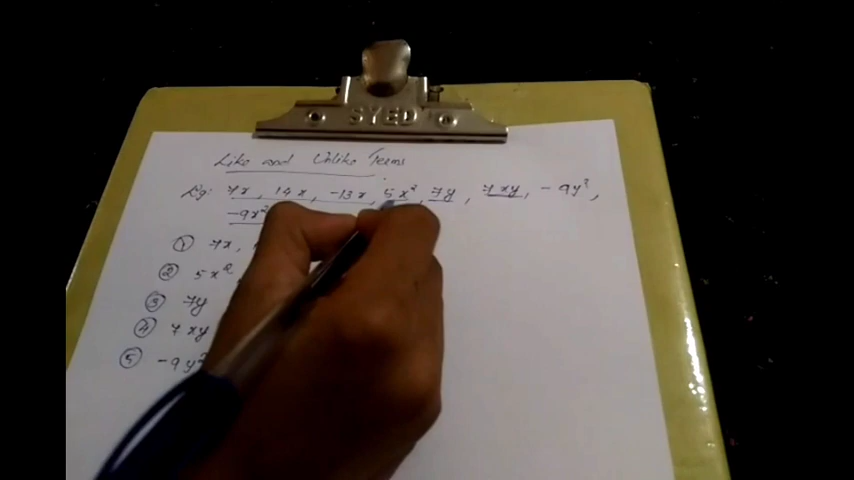 SYED
Like and Unlike Terms
Eg: 7x, 14x, -13x, 5x², 7y, 7xy, -9y²,
-9x²
① 7x,
② 5x²,
③ 7y
④ 7xy
⑤ -9y²